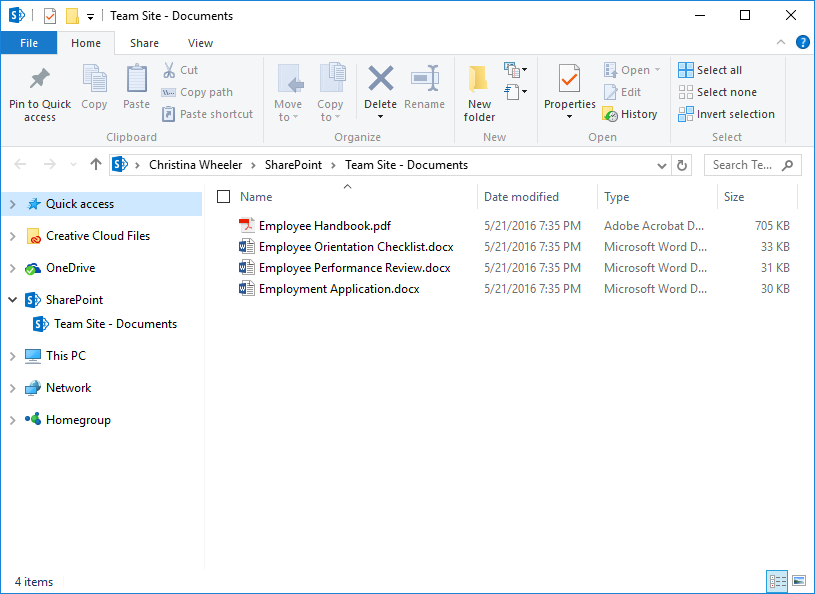 Team Site - Documents
File Home Share View
Pin to Quick access
Copy
Paste
Cut
Copy path
Paste shortcut
Clipboard
Move to
Copy to
Delete
Rename
Organize
New folder
New
Properties
Open
Edit
History
Open
Select all
Select none
Invert selection
Select
Christina Wheeler > SharePoint > Team Site - Documents
Search Te...
Quick access
Creative Cloud Files
OneDrive
SharePoint
Team Site - Documents
This PC
Network
Homegroup
Name Date modified Type Size
Employee Handbook.pdf 5/21/2016 7:35 PM Adobe Acrobat D... 705 KB
Employee Orientation Checklist.docx 5/21/2016 7:35 PM Microsoft Word D... 33 KB
Employee Performance Review.docx 5/21/2016 7:35 PM Microsoft Word D... 31 KB
Employment Application.docx 5/21/2016 7:35 PM Microsoft Word D... 30 KB
4 items